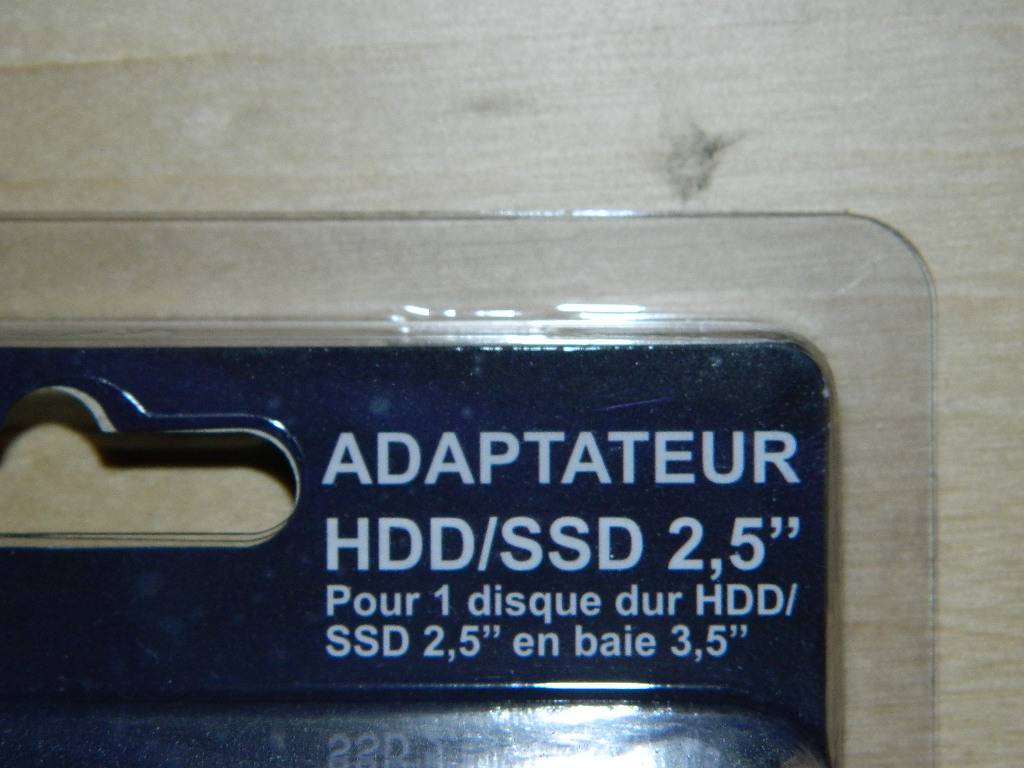 ADAPTATEUR
HDD/SSD 2,5’’
Pour 1 disque dur HDD/
SSD 2,5’’ en baie 3,5’’